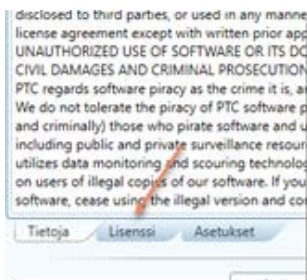 disclosed to third parties, or used in any manne
license agreement except with written prior app
UNAUTHORIZED USE OF SOFTWARE OR ITS DO
CIVIL DAMAGES AND CRIMINAL PROSECUTION
PTC regards software piracy as the crime it is, a
We do not tolerate the piracy of PTC software p
and criminally) those who pirate software and u
including public and private surveillance resour
utilizes data monitoring and scouring technolog
on users of illegal copies of our software. If you
software, cease using the illegal version and co
Tietoja Lisenssi Asetukset